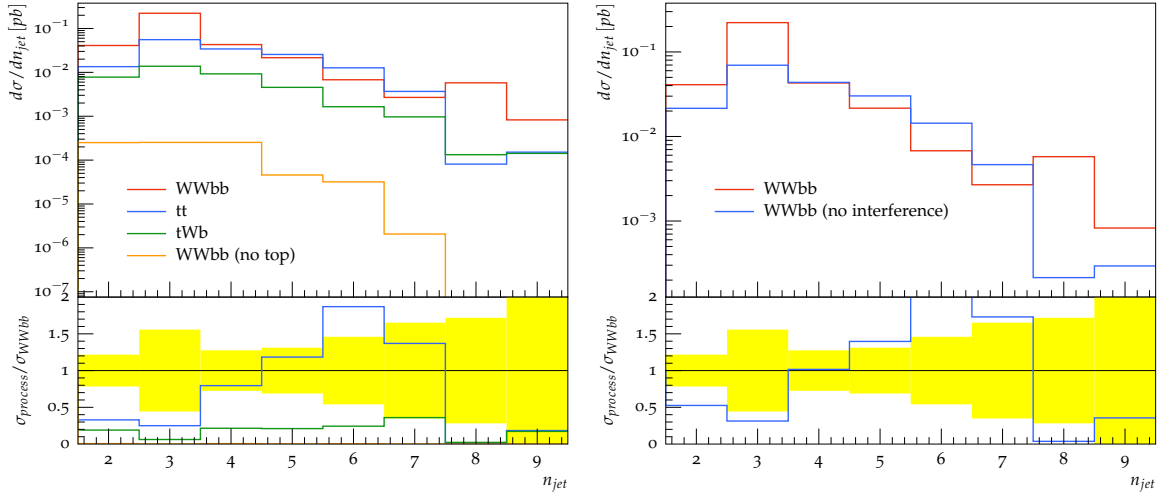 dσ/dn_jet [pb]
10⁻¹
10⁻²
10⁻³
10⁻⁴
10⁻⁵
10⁻⁶
10⁻⁷
WWbb
tt
tWb
WWbb (no top)
σ_process/σ_WWbb
2
1.5
1
0.5
0
2 3 4 5 6 7 8 9
n_jet
dσ/dn_jet [pb]
10⁻¹
10⁻²
10⁻³
WWbb
WWbb (no interference)
σ_process/σ_WWbb
2
1.5
1
0.5
0
2 3 4 5 6 7 8 9
n_jet